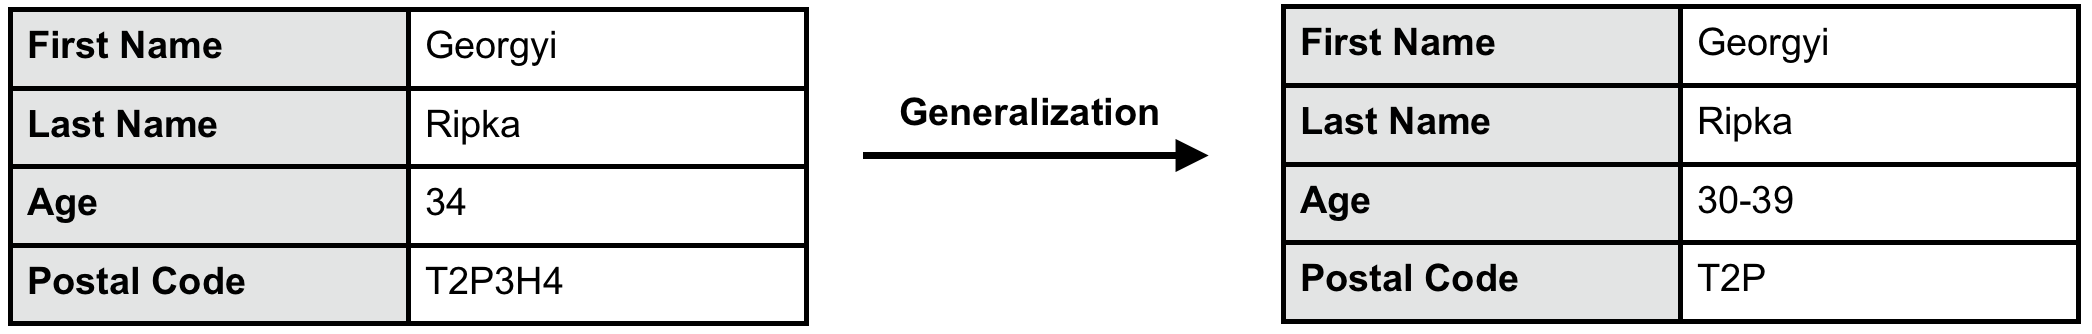 First Name Georgyi
Last Name Ripka
Age 34
Postal Code T2P3H4
Generalization
First Name Georgyi
Last Name Ripka
Age 30-39
Postal Code T2P